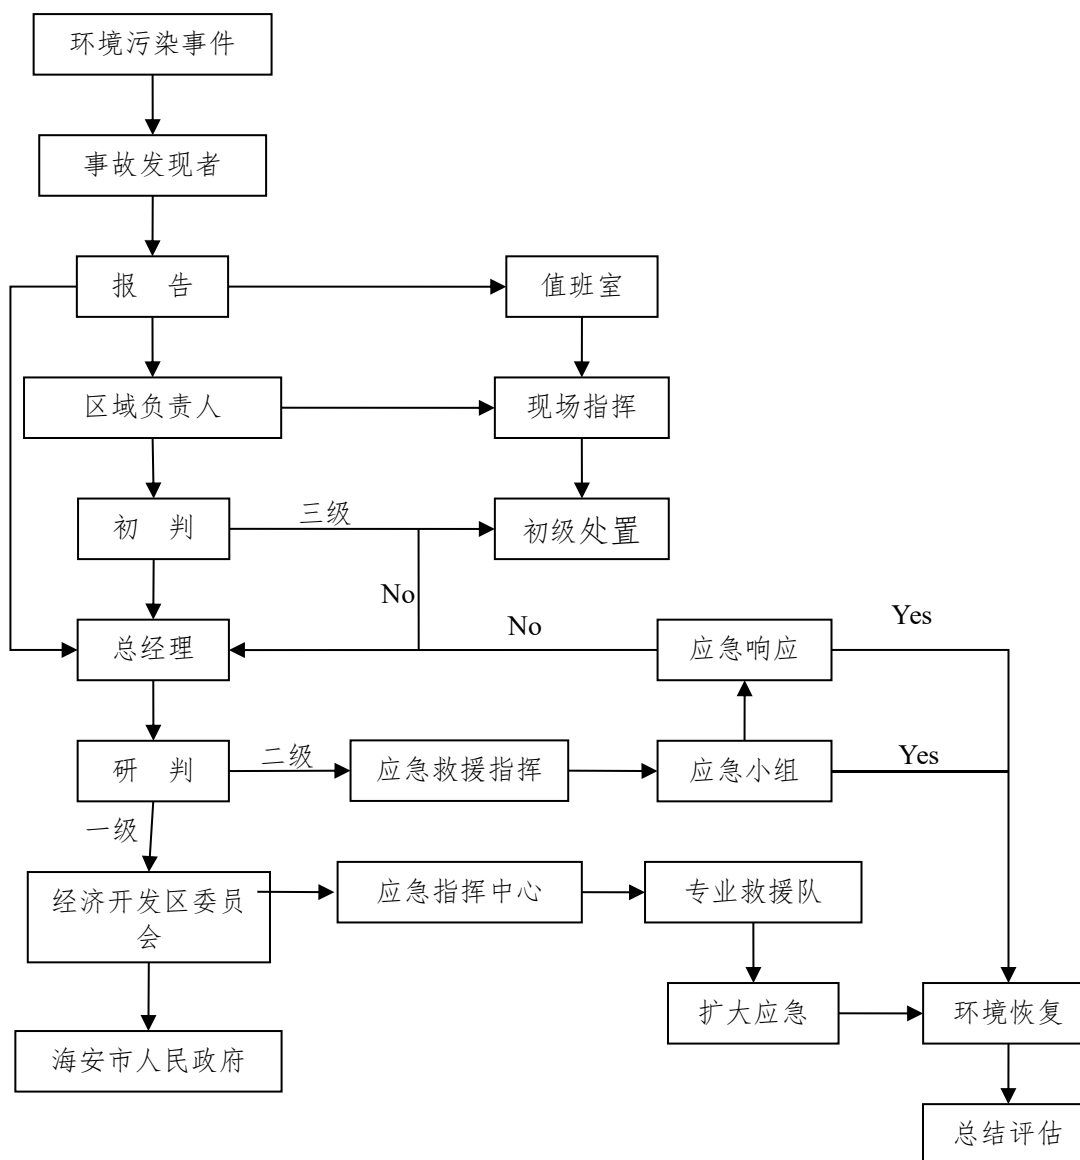 环境污染事件
事故发现者
报 告
值班室
区域负责人
现场指挥
初 判
三级
初级处置
No
总经理
No
应急响应
Yes
研 判
二级
应急救援指挥
应急小组
Yes
一级
经济开发区委员
会
应急指挥中心
专业救援队
扩大应急
环境恢复
海安市人民政府
总结评估